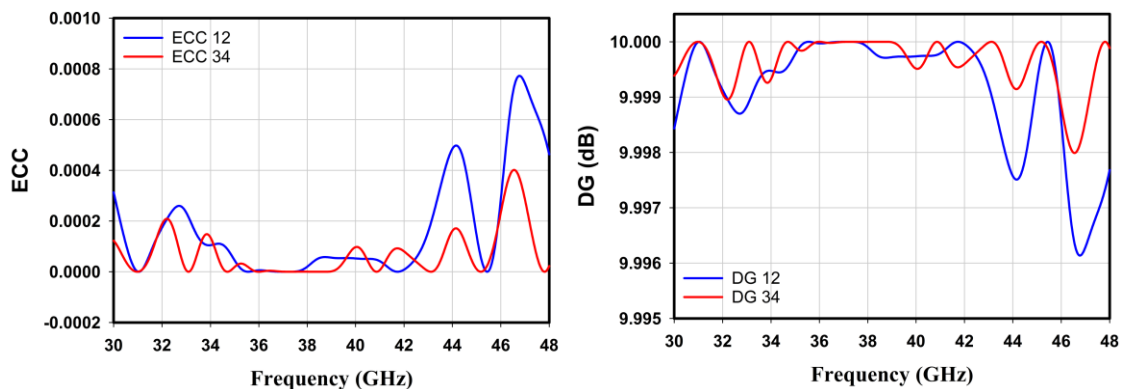 0.0010
0.0008
0.0006
0.0004
0.0002
0.0000
-0.0002
ECC
ECC 12
ECC 34
30 32 34 36 38 40 42 44 46 48
Frequency (GHz)
10.000
9.999
9.998
9.997
9.996
9.995
DG (dB)
DG 12
DG 34
30 32 34 36 38 40 42 44 46 48
Frequency (GHz)